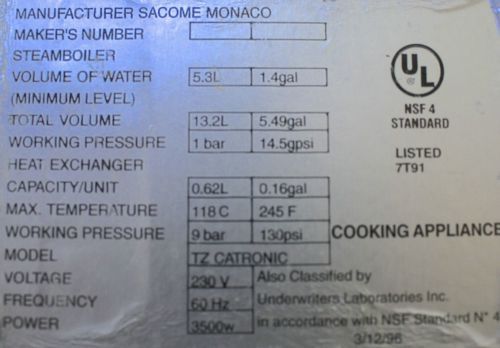 MANUFACTURER SACOME MONACO
MAKER'S NUMBER
STEAMBOILER
VOLUME OF WATER 5.3L 1.4gal
(MINIMUM LEVEL)
TOTAL VOLUME 13.2L 5.49gal
WORKING PRESSURE 1 bar 14.5gpsi
HEAT EXCHANGER
CAPACITY/UNIT 0.62L 0.16gal
MAX. TEMPERATURE 118 C 245 F
WORKING PRESSURE 9 bar 130psi
MODEL TZ CATRONIC
VOLTAGE 230 V
FREQUENCY 60 Hz
POWER 3500w
UL
NSF 4
STANDARD
LISTED
7T91
COOKING APPLIANCE
Also Classified by
Underwriters Laboratories Inc.
in accordance with NSF Standard N° 4
3/12/96